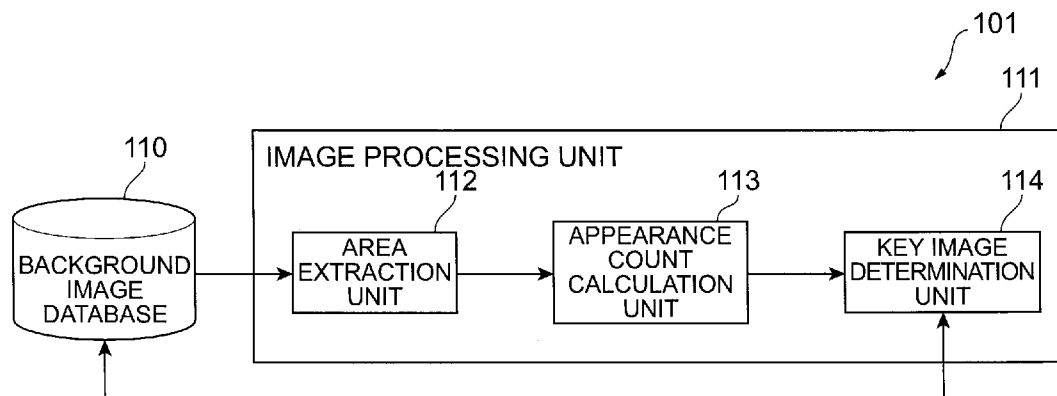 101
111
110
IMAGE PROCESSING UNIT
112
113
114
BACKGROUND
IMAGE
DATABASE
AREA
EXTRACTION
UNIT
APPEARANCE
COUNT
CALCULATION
UNIT
KEY IMAGE
DETERMINATION
UNIT